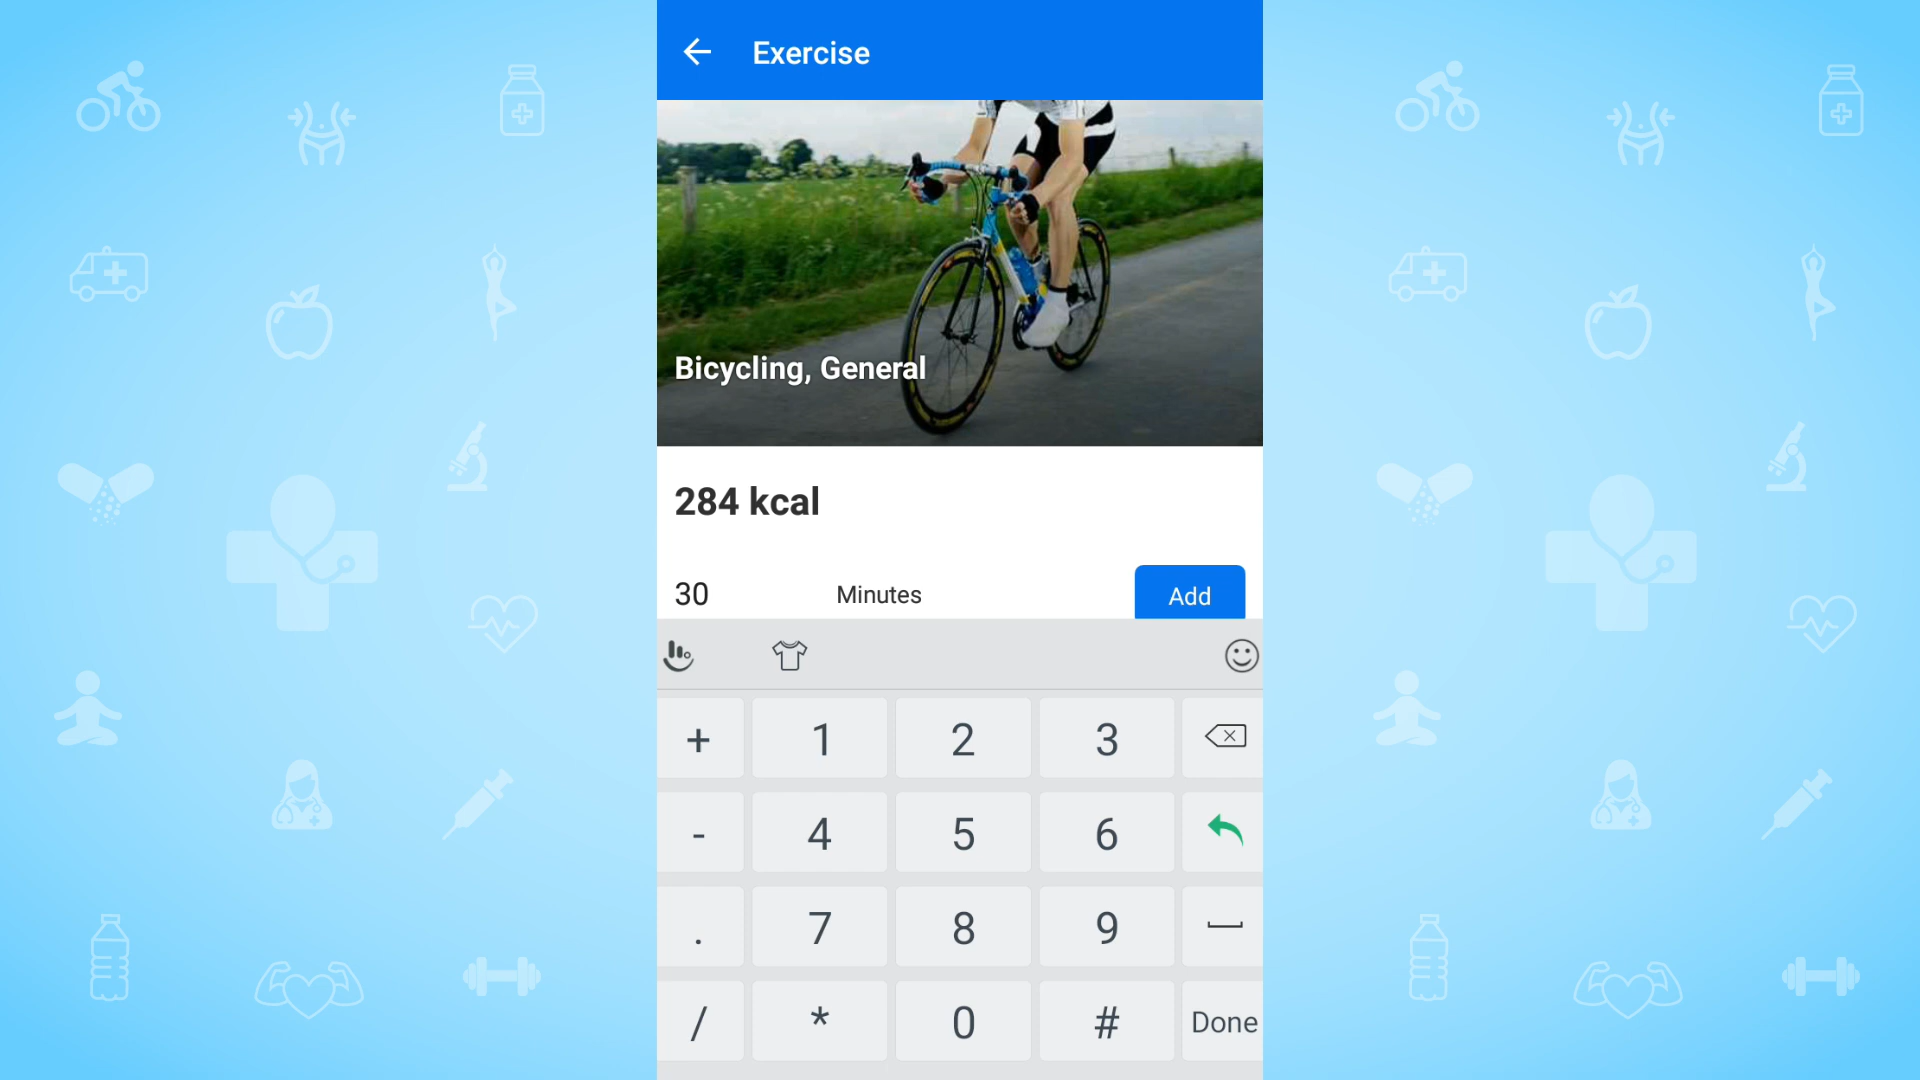 Exercise
Bicycling, General
284 kcal
30 Minutes Add
+ 1 2 3
- 4 5 6
. 7 8 9
/ * 0 # Done